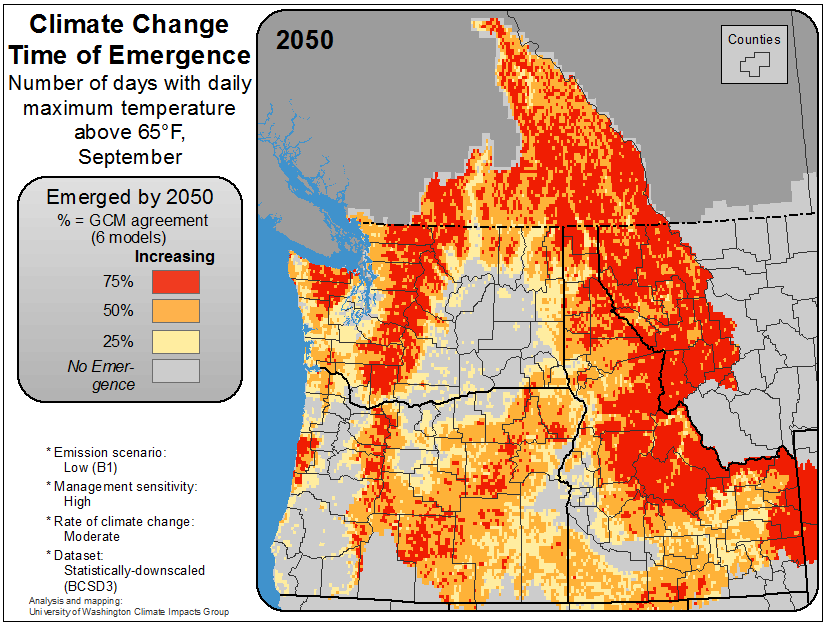 Climate Change
Time of Emergence
Number of days with daily
maximum temperature
above 65°F,
September
2050
Counties
Emerged by 2050
% = GCM agreement
(6 models)
Increasing
75%
50%
25%
No Emer-
gence
* Emission scenario:
Low (B1)
* Management sensitivity:
High
* Rate of climate change:
Moderate
* Dataset:
Statistically-downscaled
(BCSD3)
Analysis and mapping:
University of Washington Climate Impacts Group